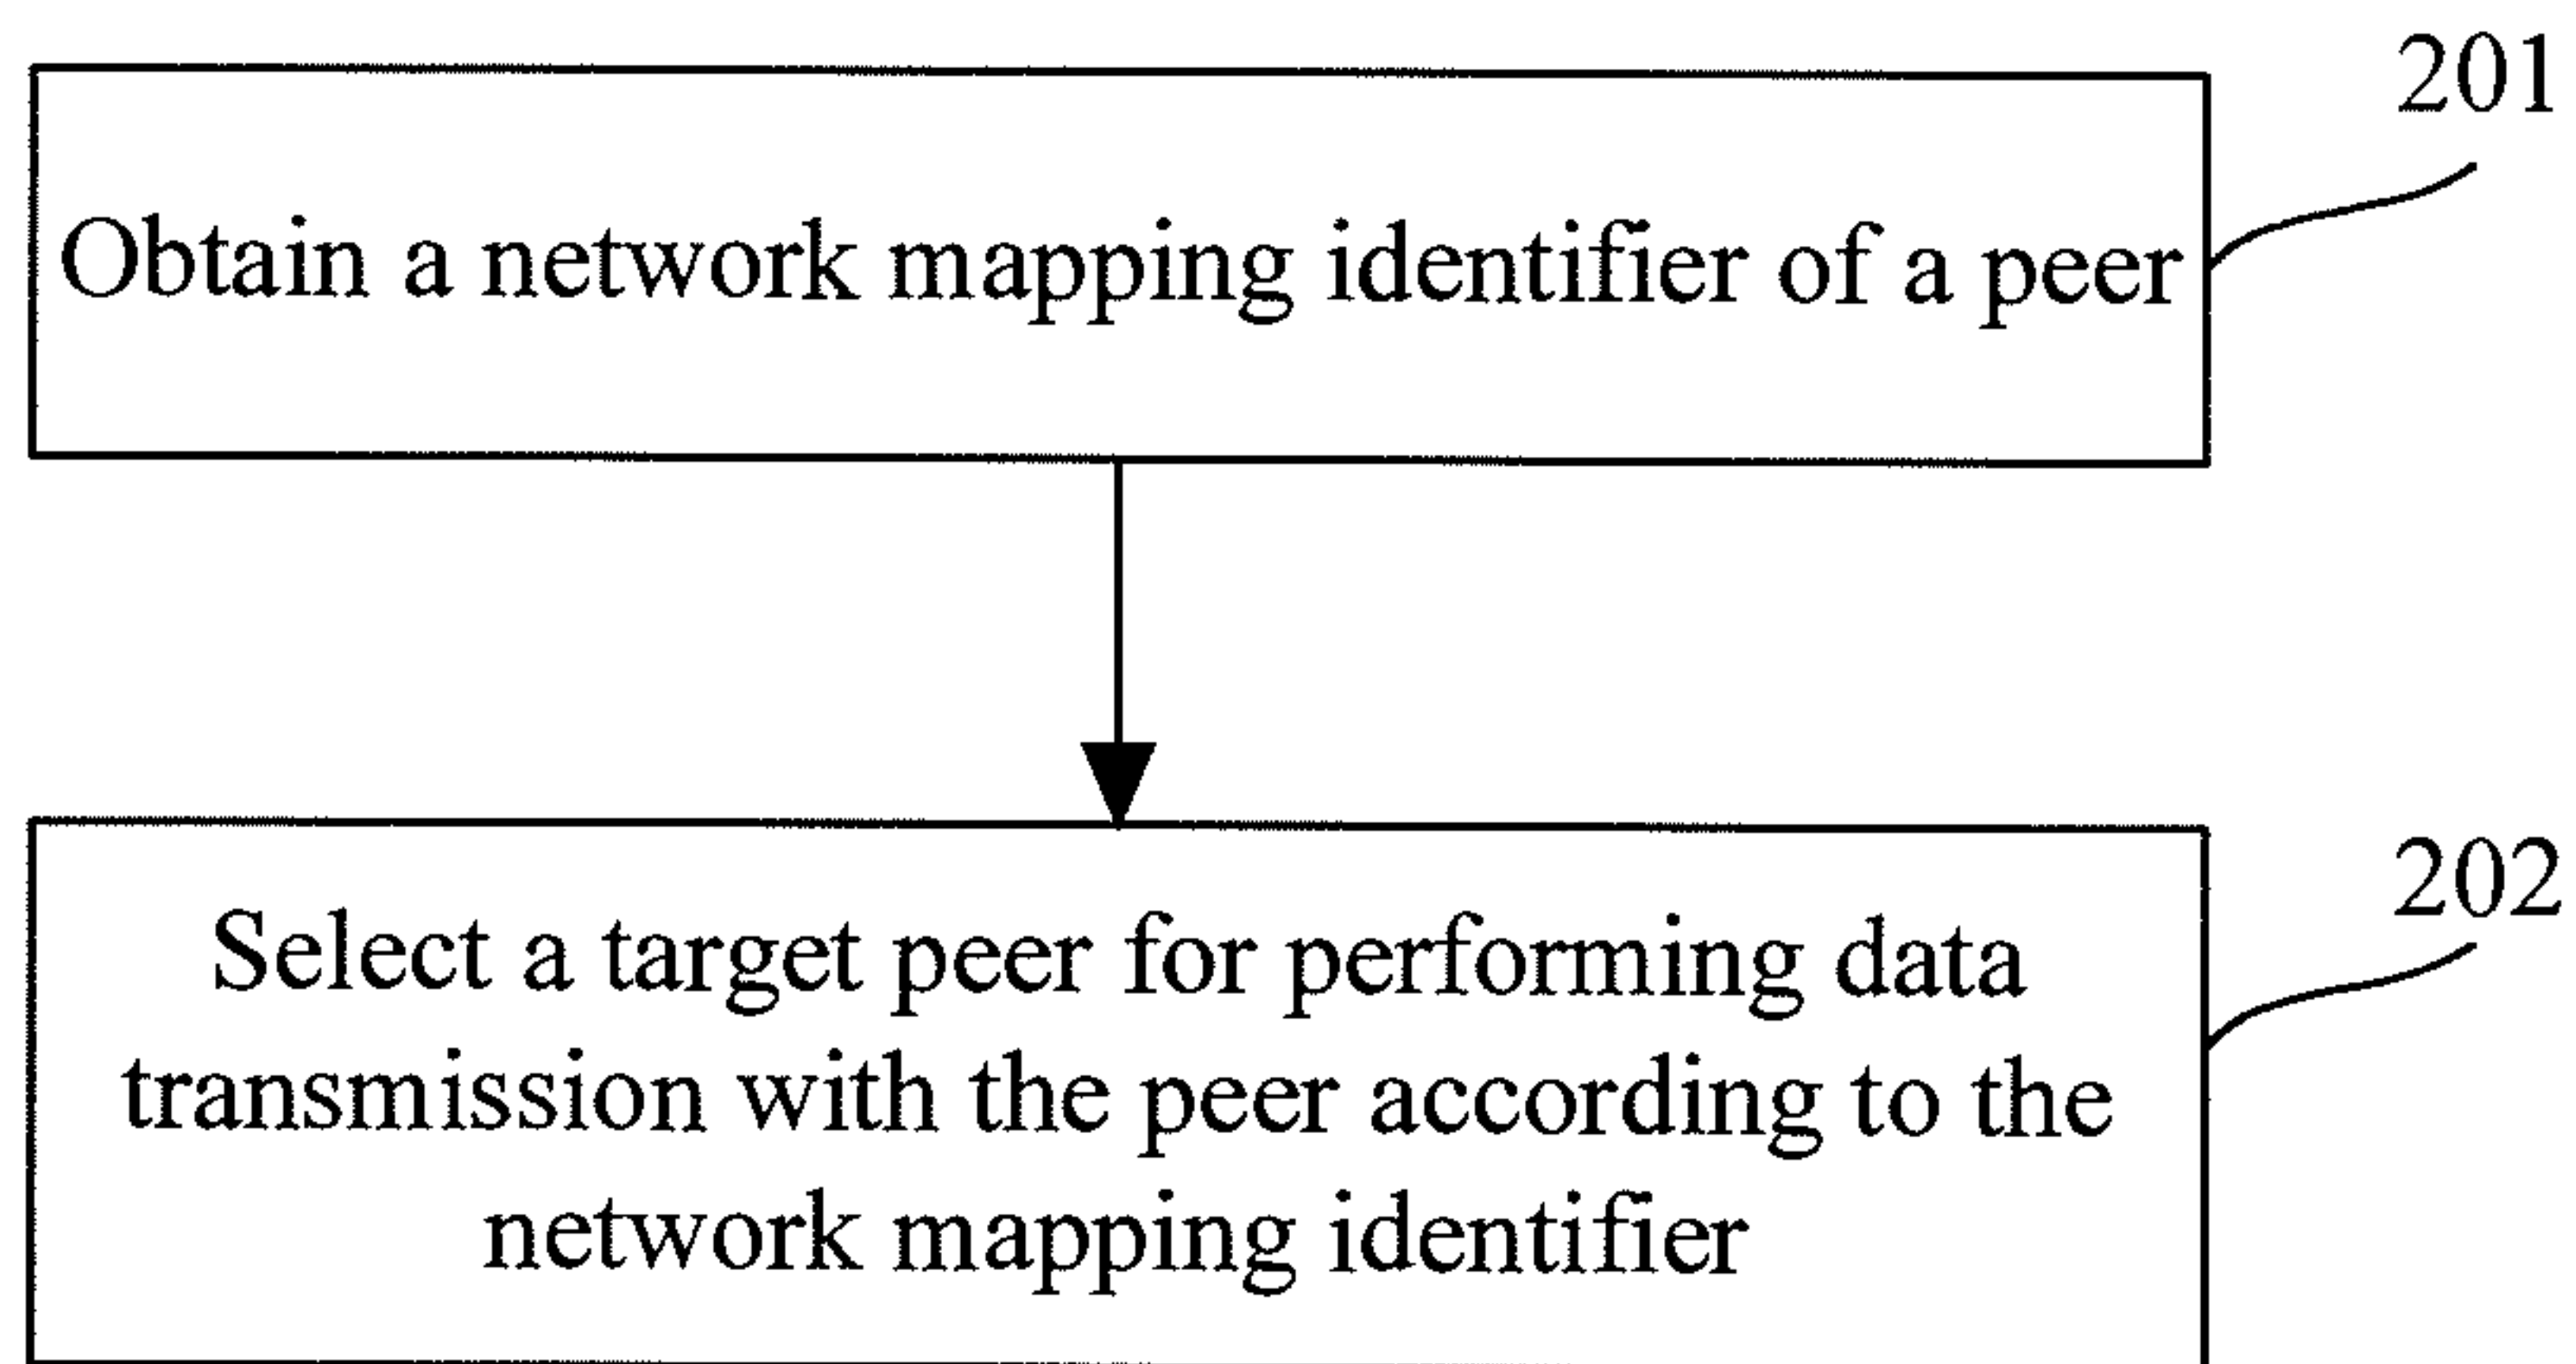 201
Obtain a network mapping identifier of a peer
202
Select a target peer for performing data
transmission with the peer according to the
network mapping identifier